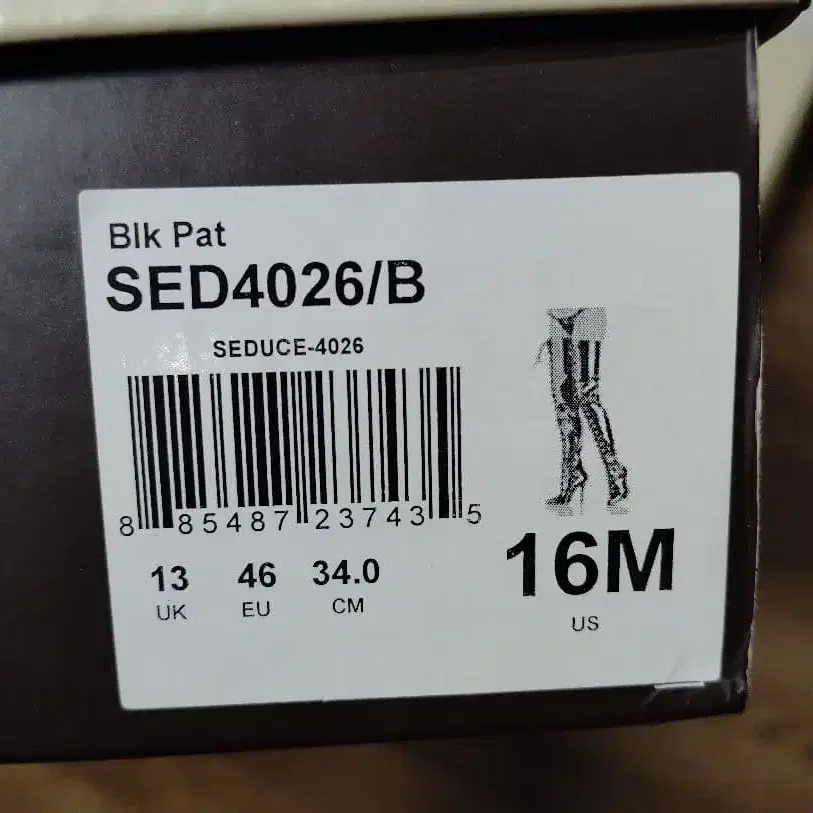 Blk Pat
SED4026/B
SEDUCE-4026
8 85487 23743 5
13 46 34.0
UK EU CM
16M
US